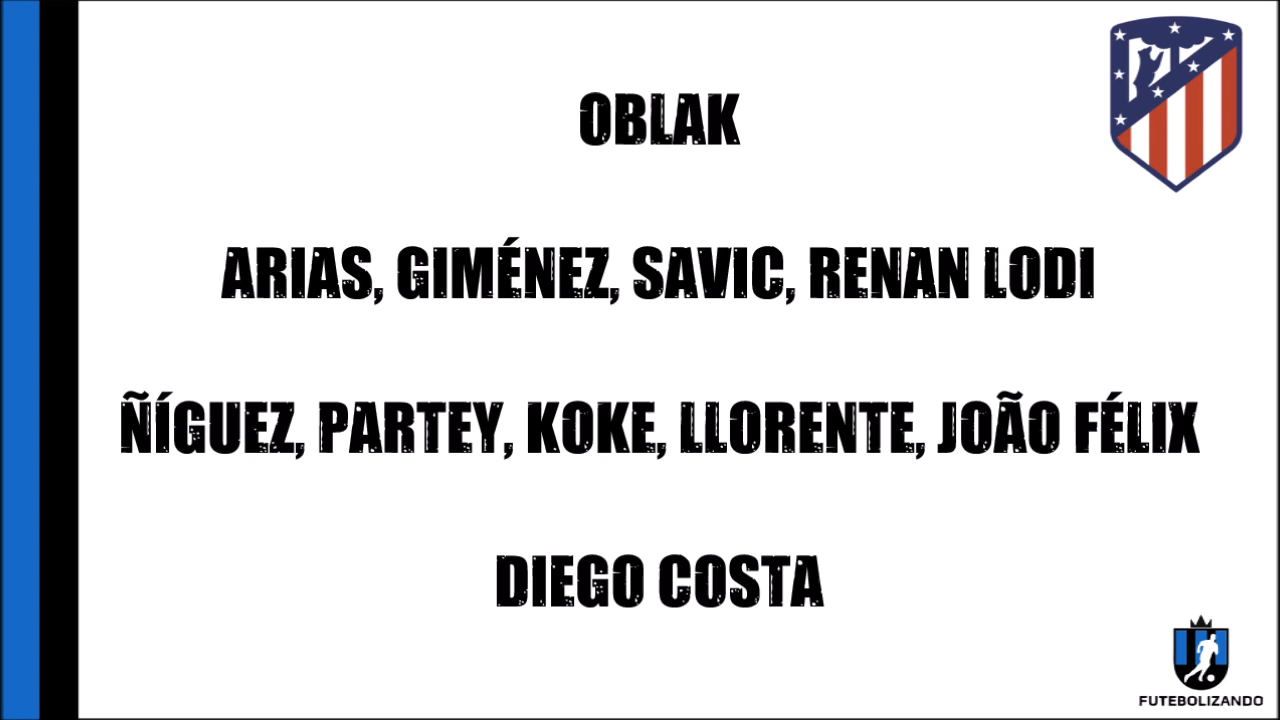 OBLAK
ARIAS, GIMÉNEZ, SAVIC, RENAN LODI
ÑÍGUEZ, PARTEY, KOKE, LLORENTE, JOÃO FÉLIX
DIEGO COSTA
FUTEBOLIZANDO